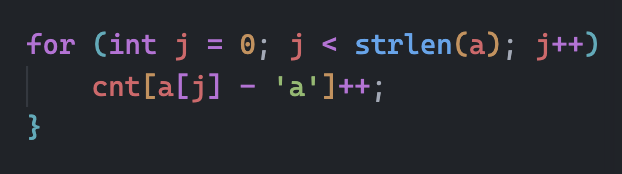 for (int j = 0; j < strlen(a); j++)
    cnt[a[j] - 'a']++;
}